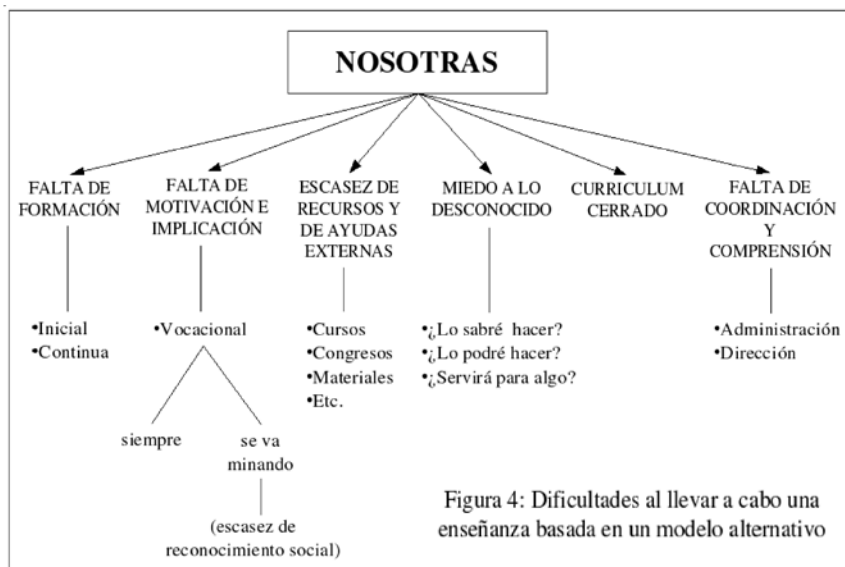 NOSOTRAS
FALTA DE
FORMACIÓN
•Inicial
•Continua
FALTA DE
MOTIVACIÓN E
IMPLICACIÓN
•Vocacional
siempre
se va
minando
(escasez de
reconocimiento social)
ESCASEZ DE
RECURSOS Y
DE AYUDAS
EXTERNAS
•Cursos
•Congresos
•Materiales
•Etc.
MIEDO A LO
DESCONOCIDO
•¿Lo sabré hacer?
•¿Lo podré hacer?
•¿Servirá para algo?
CURRICULUM
CERRADO
FALTA DE
COORDINACIÓN
Y
COMPRENSIÓN
•Administración
•Dirección
Figura 4: Dificultades al llevar a cabo una
enseñanza basada en un modelo alternativo